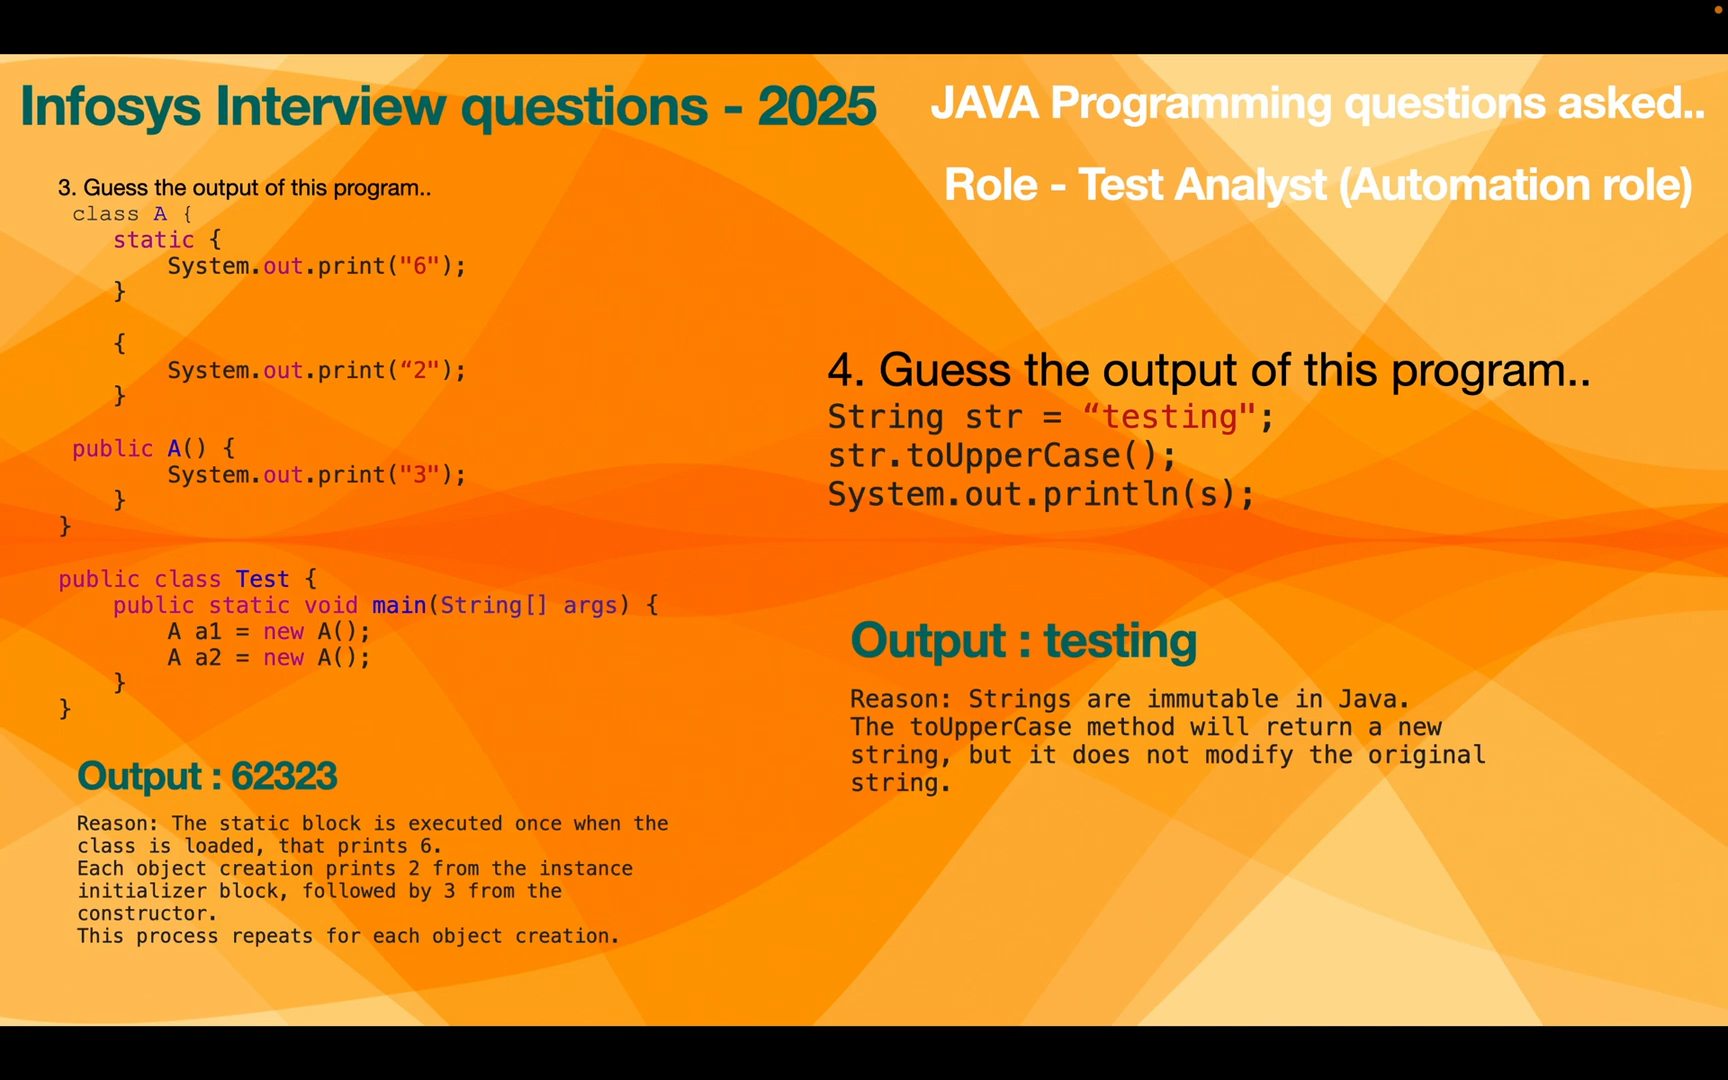 Infosys Interview questions - 2025
JAVA Programming questions asked..
Role - Test Analyst (Automation role)
3. Guess the output of this program..
class A {
static {
System.out.print("6");
}
{
System.out.print(“2");
}
public A() {
System.out.print("3");
}
}
public class Test {
public static void main(String[] args) {
A a1 = new A();
A a2 = new A();
}
}
Output : 62323
Reason: The static block is executed once when the
class is loaded, that prints 6.
Each object creation prints 2 from the instance
initializer block, followed by 3 from the
constructor.
This process repeats for each object creation.
4. Guess the output of this program..
String str = “testing";
str.toUpperCase();
System.out.println(s);
Output : testing
Reason: Strings are immutable in Java.
The toUpperCase method will return a new
string, but it does not modify the original
string.